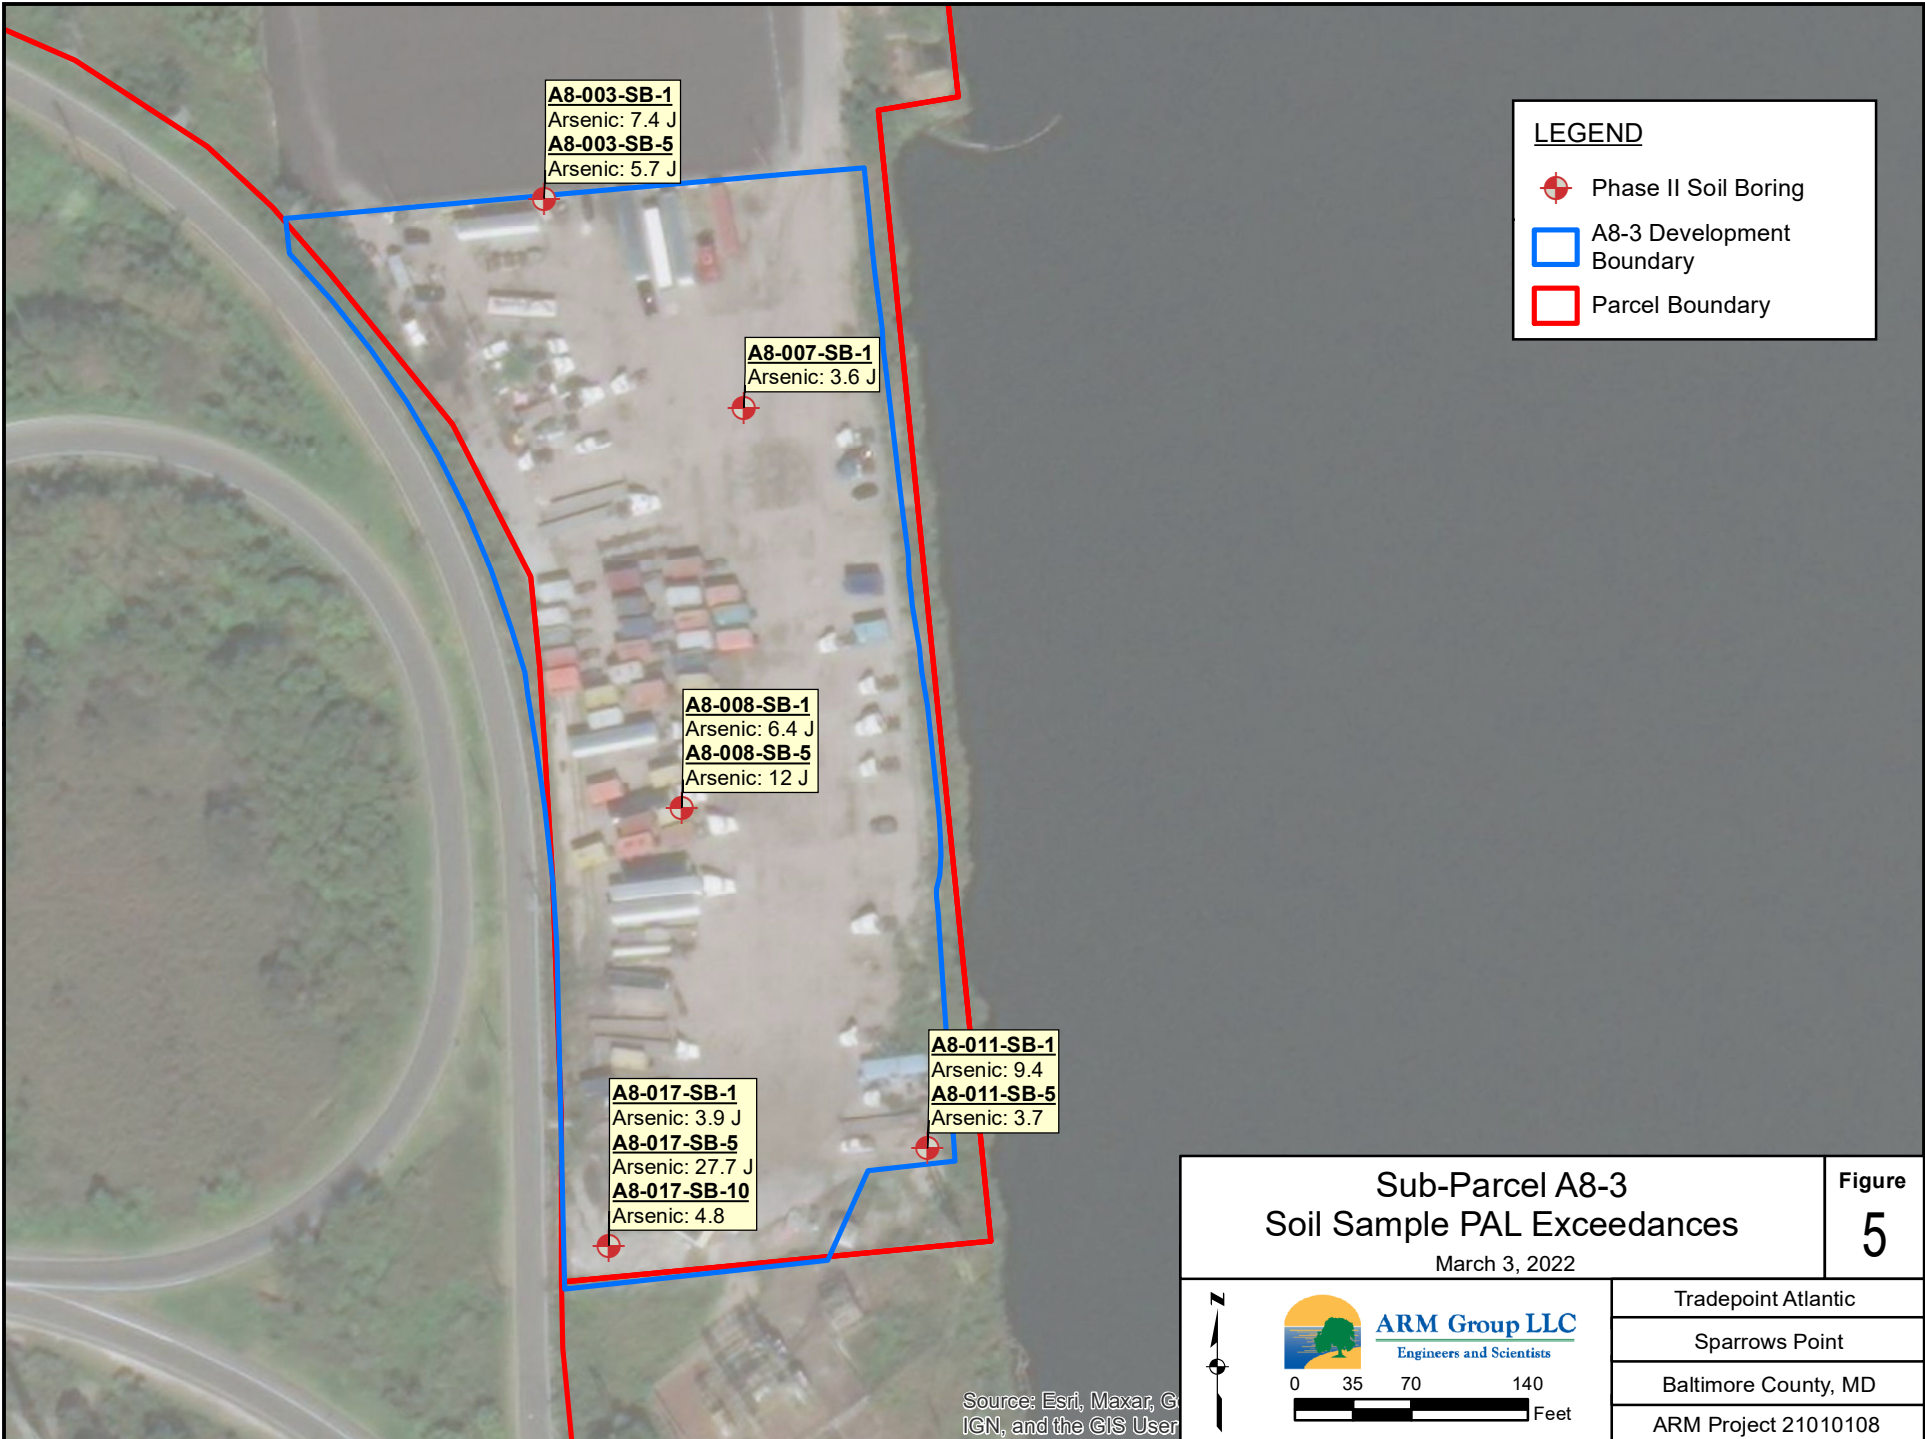 A8-003-SB-1
Arsenic: 7.4 J
A8-003-SB-5
Arsenic: 5.7 J
LEGEND
Phase II Soil Boring
A8-3 Development
Boundary
Parcel Boundary
A8-007-SB-1
Arsenic: 3.6 J
A8-008-SB-1
Arsenic: 6.4 J
A8-008-SB-5
Arsenic: 12 J
A8-011-SB-1
Arsenic: 9.4
A8-011-SB-5
Arsenic: 3.7
A8-017-SB-1
Arsenic: 3.9 J
A8-017-SB-5
Arsenic: 27.7 J
A8-017-SB-10
Arsenic: 4.8
Sub-Parcel A8-3
Soil Sample PAL Exceedances
March 3, 2022
Figure
5
N
ARM Group LLC
Engineers and Scientists
0 35 70 140
Feet
Tradepoint Atlantic
Sparrows Point
Baltimore County, MD
ARM Project 21010108
Source: Esri, Maxar, G
IGN, and the GIS User